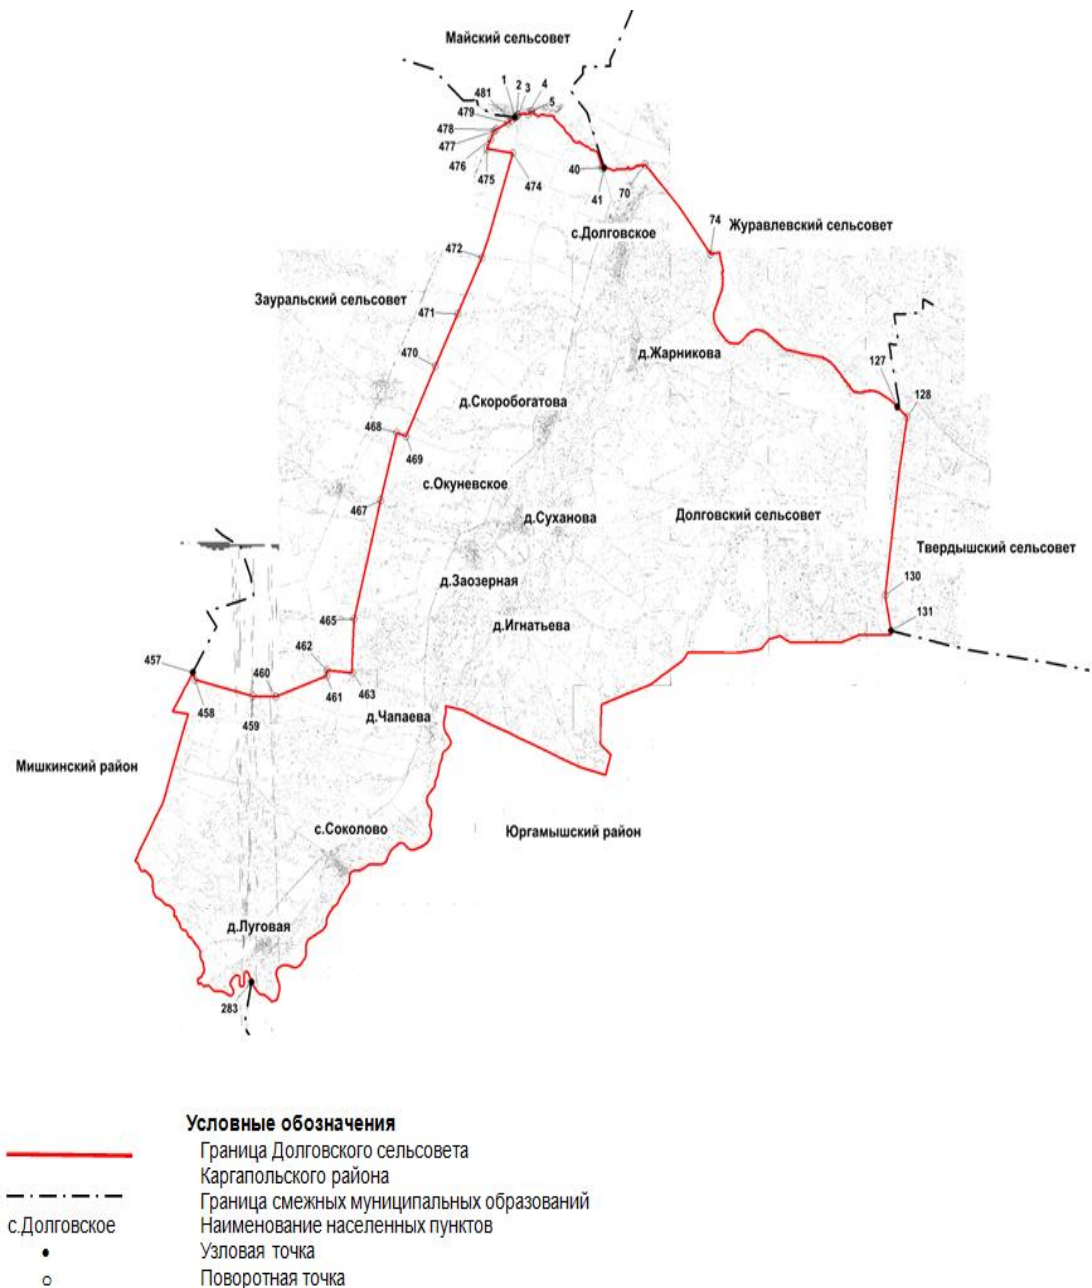 Майский сельсовет
1
2
3
4
5
481
479
478
477
476
475
474
40
41
70
с.Долговское
74
Журавлевский сельсовет
472
Зауральский сельсовет
471
д.Жарникова
470
127
128
д.Скоробогатова
468
469
с.Окуневское
467
д.Суханова
Долговский сельсовет
Твердышский сельсовет
д.Заозерная
130
465
д.Игнатьева
131
462
457
460
458
461
463
459
д.Чапаева
Мишкинский район
с.Соколово
Юргамышский район
д.Луговая
283
Условные обозначения
Граница Долговского сельсовета
Каргапольского района
Граница смежных муниципальных образований
с.Долговское Наименование населенных пунктов
Узловая точка
Поворотная точка